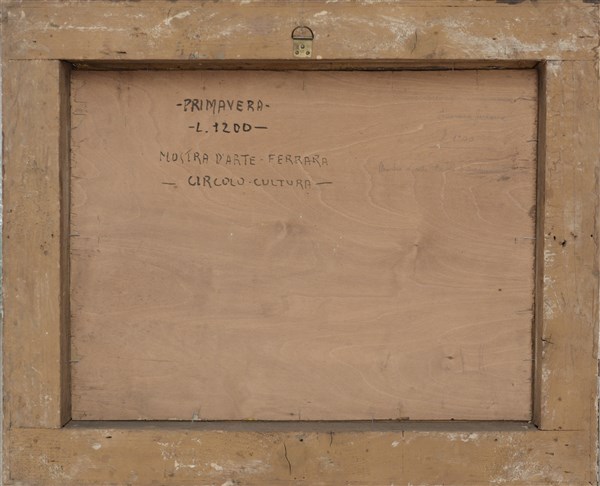 -PRIMAVERA-
-L. 1200-
MOSTRA D'ARTE - FERRARA
- CIRCOLO - CULTURA -